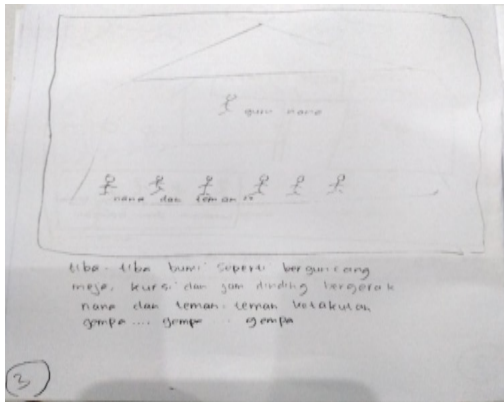 guru nana
nana dan teman"n
tiba-tiba bumi seperti berguncang
meja, kursi dan jam dinding bergerak
nana dan teman-teman ketakutan
gempa.... gempa .. gempa
3